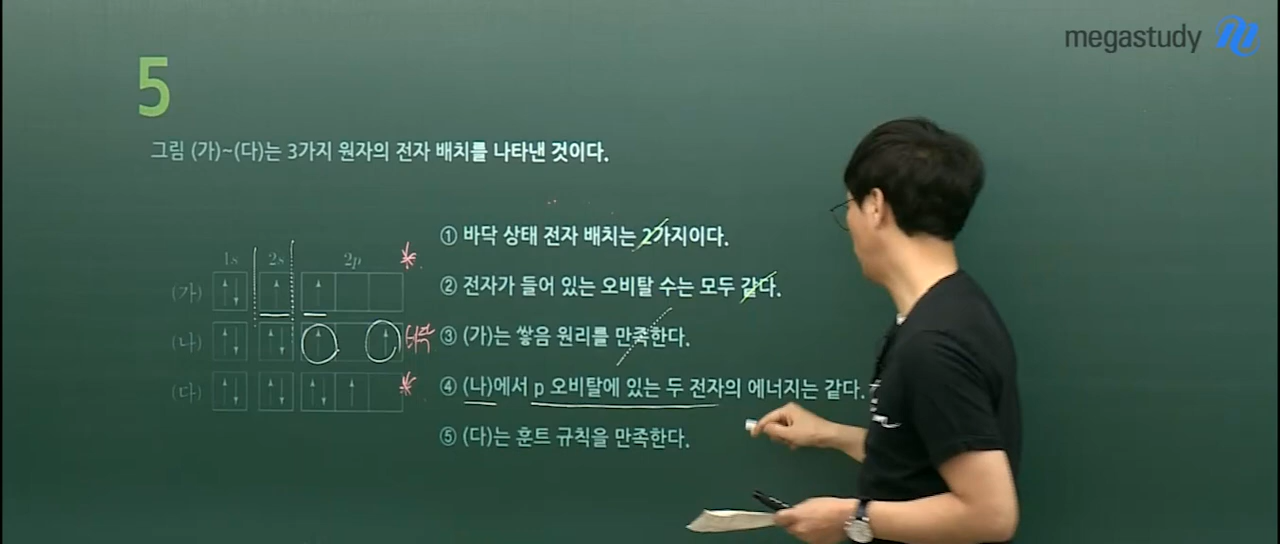 megastudy
5
그림 (가)~(다)는 3가지 원자의 전자 배치를 나타낸 것이다.
1s 2s 2p
(가)
(나)
(다)
바닥
① 바닥 상태 전자 배치는 2가지이다.
② 전자가 들어 있는 오비탈 수는 모두 같다.
③ (가)는 쌓음 원리를 만족한다.
④ (나)에서 p 오비탈에 있는 두 전자의 에너지는 같다.
⑤ (다)는 훈트 규칙을 만족한다.